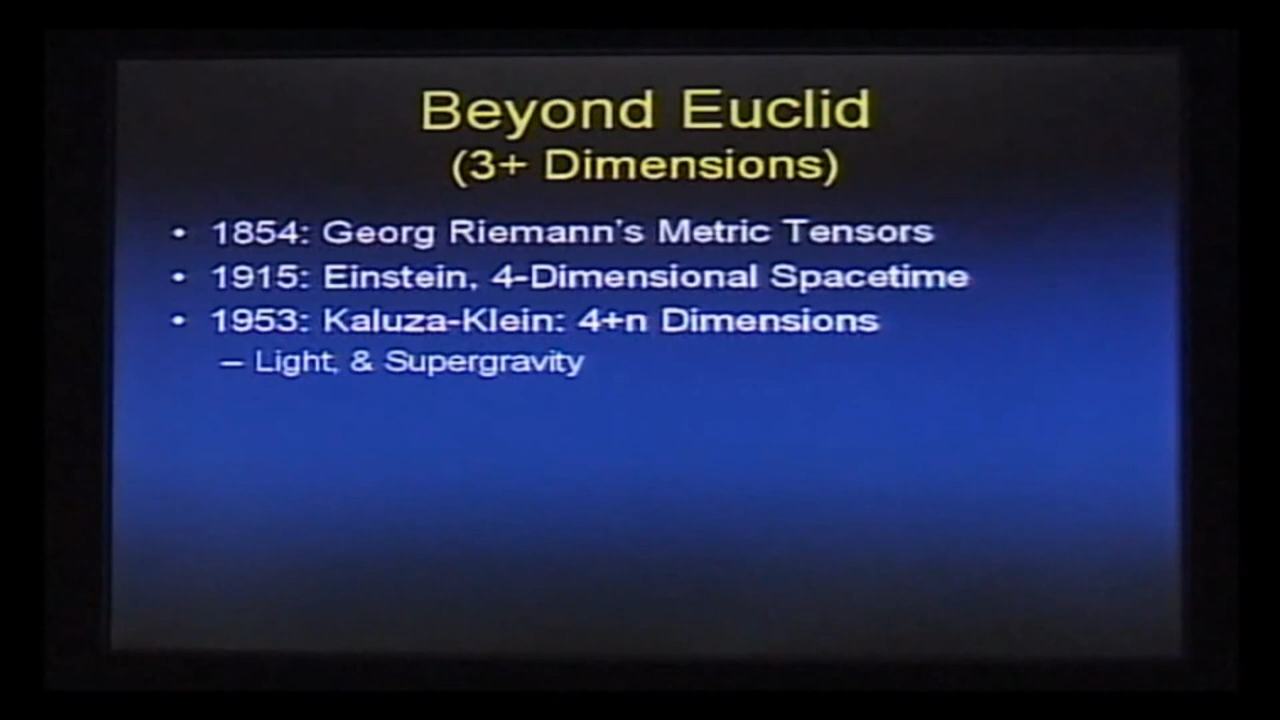 Beyond Euclid
(3+ Dimensions)
• 1854: Georg Riemann's Metric Tensors
• 1915: Einstein, 4-Dimensional Spacetime
• 1953: Kaluza-Klein: 4+n Dimensions
– Light, & Supergravity